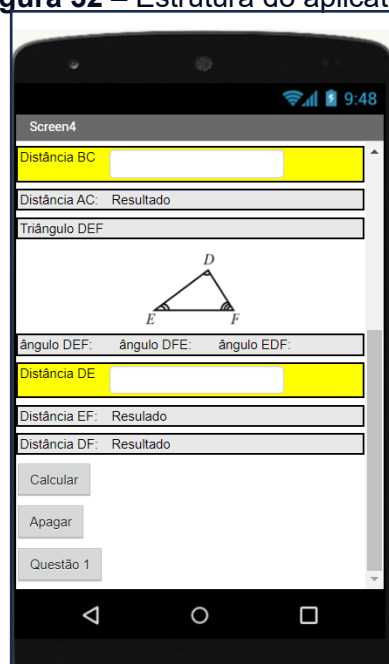 gura 32 – Estrutura do aplicat
9:48
Screen4
Distância BC
Distância AC: Resultado
Triângulo DEF
D
E F
ângulo DEF: ângulo DFE: ângulo EDF:
Distância DE
Distância EF: Resulado
Distância DF: Resultado
Calcular
Apagar
Questão 1